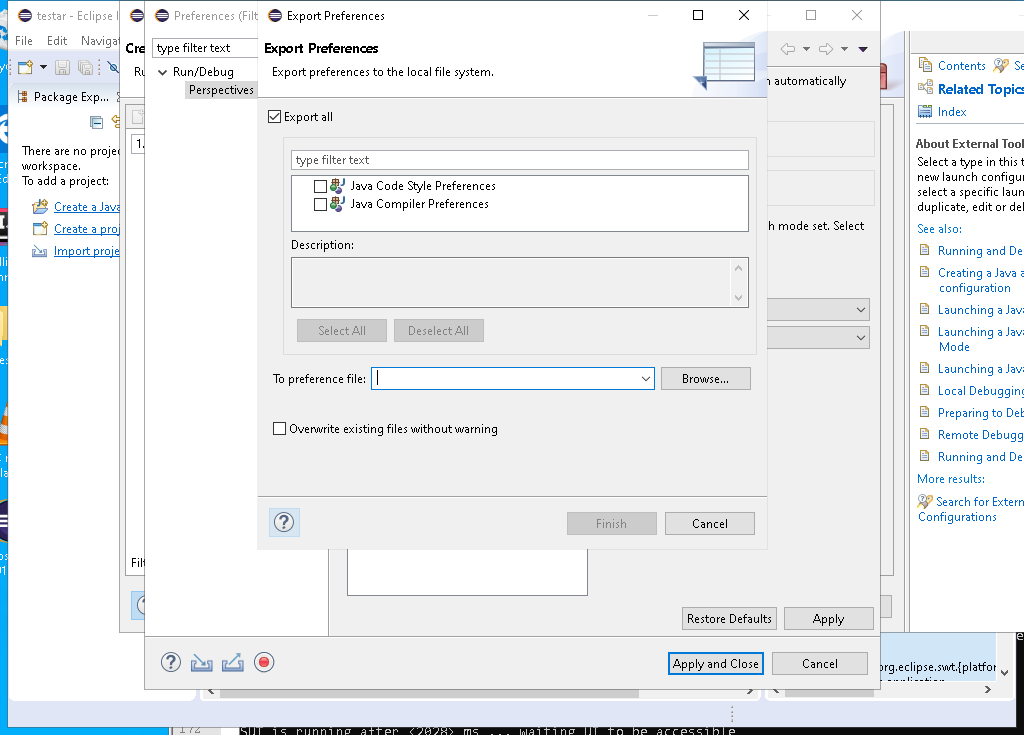 testar - Eclipse I
Preferences (Filt
Export Preferences
File
Edit
Navigat
Package Exp...
There are no projec
workspace.
To add a project:
Create a Java
Create a proj
Import proje
Cre
Ru
1.
Filt
type filter text
Run/Debug
Perspectives
Export Preferences
Export preferences to the local file system.
Export all
type filter text
Java Code Style Preferences
Java Compiler Preferences
Description:
Select All
Deselect All
To preference file:
Browse...
Overwrite existing files without warning
Finish
Cancel
n automatically
h mode set. Select
Restore Defaults
Apply
Apply and Close
Cancel
Contents
Se
Related Topics
Index
About External Tool
Select a type in this t
new launch configur
select a specific laun
duplicate, edit or del
See also:
Running and De
Creating a Java a
configuration
Launching a Java
Launching a Java
Mode
Launching a Java
Local Debugging
Preparing to Deb
Remote Debugg
Running and De
More results:
Search for Extern
Configurations
org.eclipse.swt.{platfor
application
172
SUT is running after <2028> ms ... waiting UI to be accessible